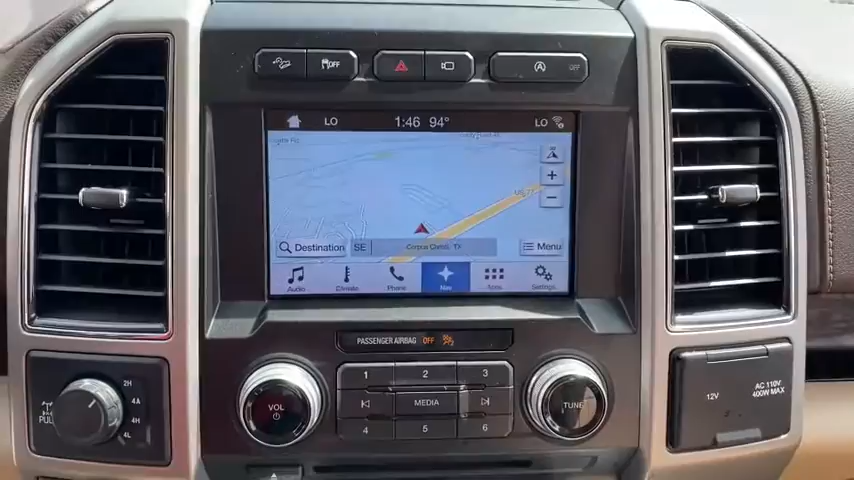 OFF
A OFF
LO 1:46 94° LO
US-77
+
−
Destination SE Corpus Christi, TX Menu
Audio Climate Phone Nav Apps Settings
PASSENGER AIRBAG OFF
1 2 3
MEDIA
4 5 6
VOL
TUNE
PULL
2H
4A
4H
4L
12V
AC 110V
400W MAX